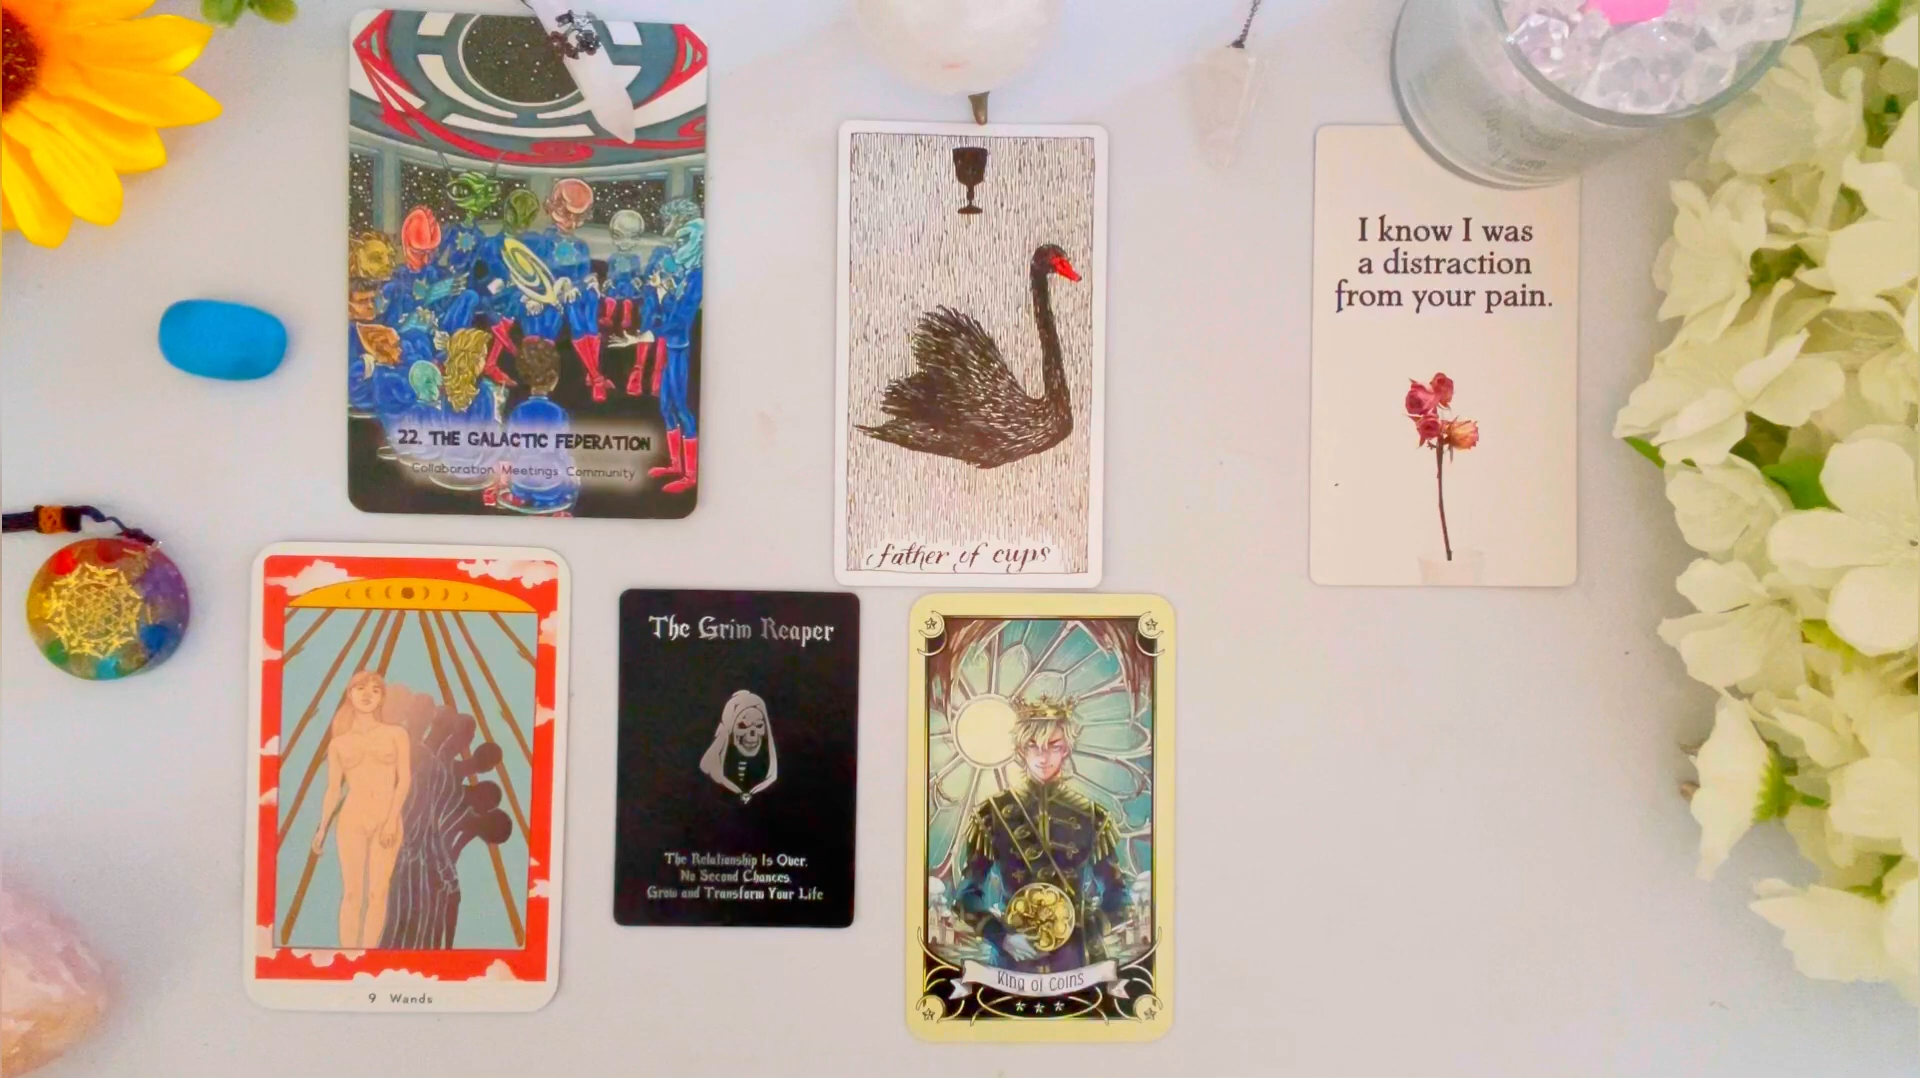 22. THE GALACTIC FEDERATION
Collaboration Meetings Community
father of cups
I know I was
a distraction
from your pain.
9 Wands
The Grim Reaper
The Relationship Is Over.
No Second Chances.
Grow and Transform Your Life
King of Coins